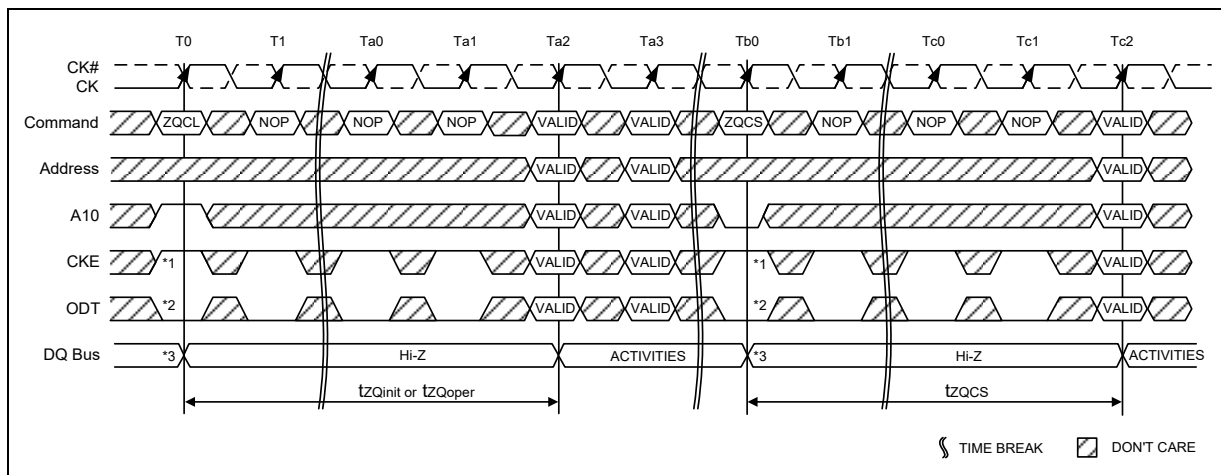 T0 T1 Ta0 Ta1 Ta2 Ta3 Tb0 Tb1 Tc0 Tc1 Tc2
CK#
CK
Command ZQCL NOP NOP NOP VALID VALID ZQCS NOP NOP NOP VALID
Address VALID VALID VALID
A10 VALID VALID VALID
CKE *1 VALID VALID *1 VALID
ODT *2 VALID VALID *2 VALID
DQ Bus *3 Hi-Z ACTIVITIES *3 Hi-Z ACTIVITIES
tZQinit or tZQoper tZQCS
TIME BREAK DON'T CARE